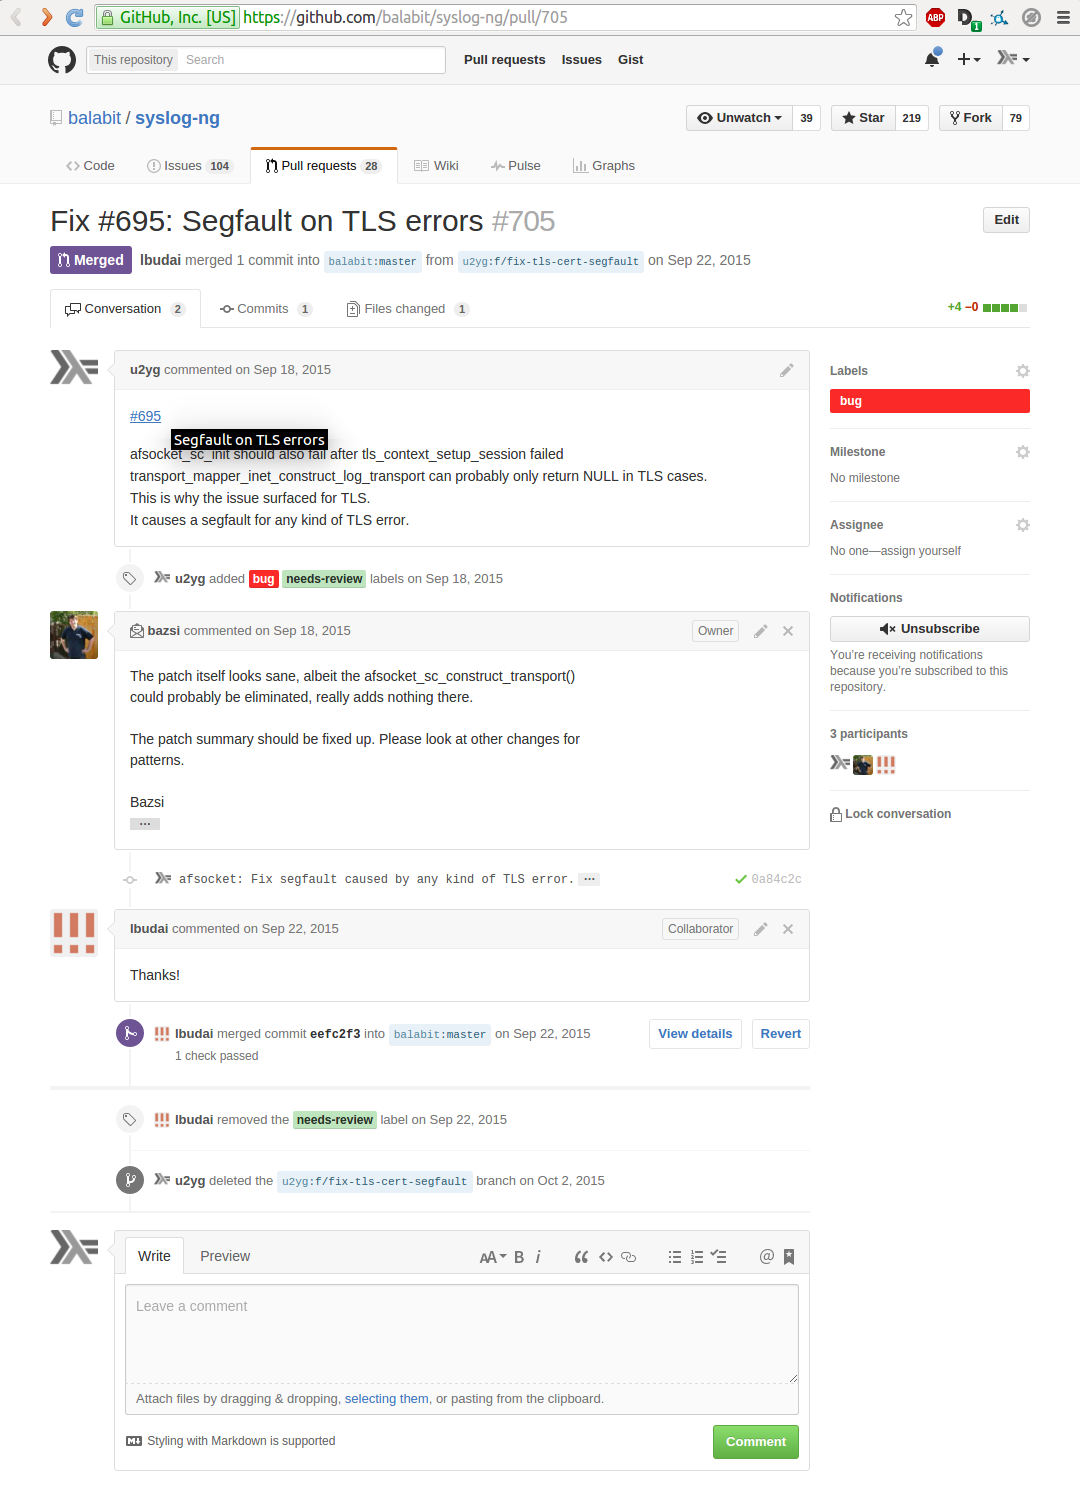 GitHub, Inc. [US] https://github.com/balabit/syslog-ng/pull/705
ABP
D 1
This repository Search Pull requests Issues Gist
balabit / syslog-ng
Unwatch 39 Star 219 Fork 79
Code Issues 104 Pull requests 28 Wiki Pulse Graphs
Fix #695: Segfault on TLS errors #705
Edit
Merged lbudai merged 1 commit into balabit:master from u2yg:f/fix-tls-cert-segfault on Sep 22, 2015
Conversation 2 Commits 1 Files changed 1
+4 −0
u2yg commented on Sep 18, 2015
#695
Segfault on TLS errors
afsocket_sc_init should also fail after tls_context_setup_session failed
transport_mapper_inet_construct_log_transport can probably only return NULL in TLS cases.
This is why the issue surfaced for TLS.
It causes a segfault for any kind of TLS error.
u2yg added bug needs-review labels on Sep 18, 2015
bazsi commented on Sep 18, 2015
Owner
The patch itself looks sane, albeit the afsocket_sc_construct_transport()
could probably be eliminated, really adds nothing there.
The patch summary should be fixed up. Please look at other changes for
patterns.
Bazsi
…
afsocket: Fix segfault caused by any kind of TLS error. …
0a84c2c
lbudai commented on Sep 22, 2015
Collaborator
Thanks!
lbudai merged commit eefc2f3 into balabit:master on Sep 22, 2015
1 check passed
View details Revert
lbudai removed the needs-review label on Sep 22, 2015
u2yg deleted the u2yg:f/fix-tls-cert-segfault branch on Oct 2, 2015
Write Preview
AA B i
@
Leave a comment
Attach files by dragging & dropping, selecting them, or pasting from the clipboard.
Styling with Markdown is supported
Comment
Labels
bug
Milestone
No milestone
Assignee
No one—assign yourself
Notifications
Unsubscribe
You're receiving notifications
because you're subscribed to this
repository.
3 participants
Lock conversation